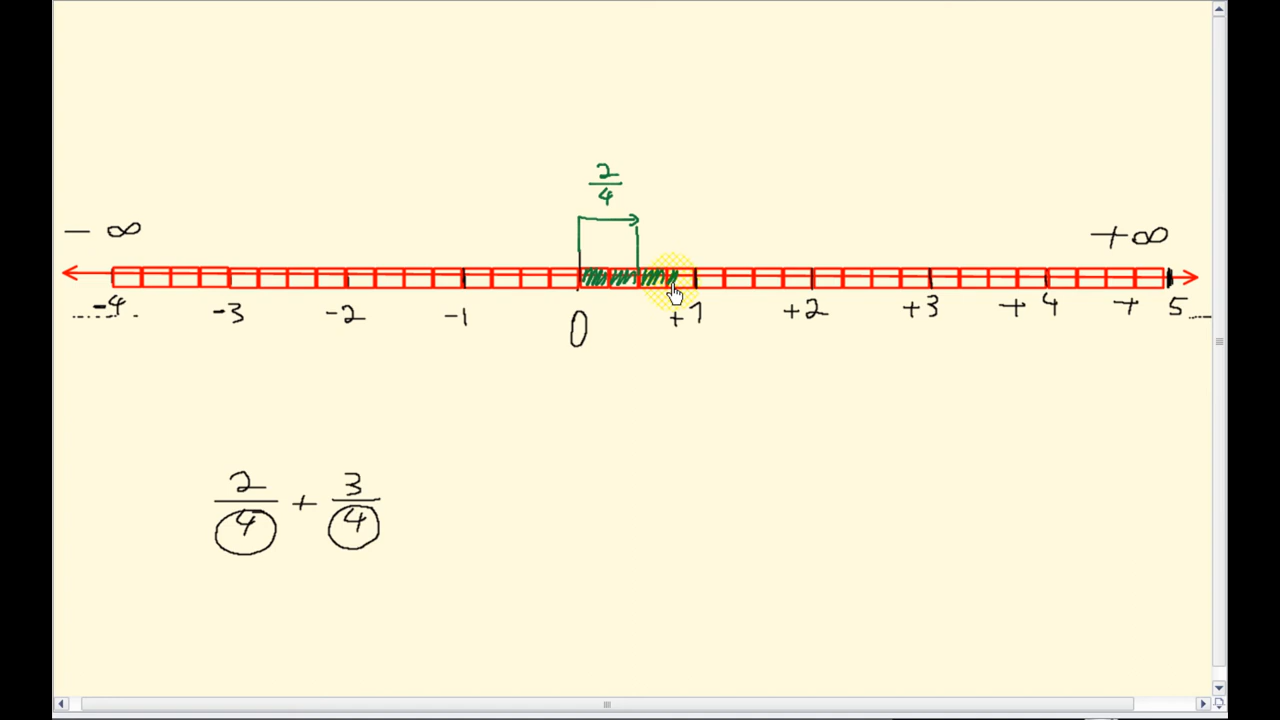 2/4
- ∞ +∞
-4 -3 -2 -1 0 +1 +2 +3 +4 +5
2/4 + 3/4